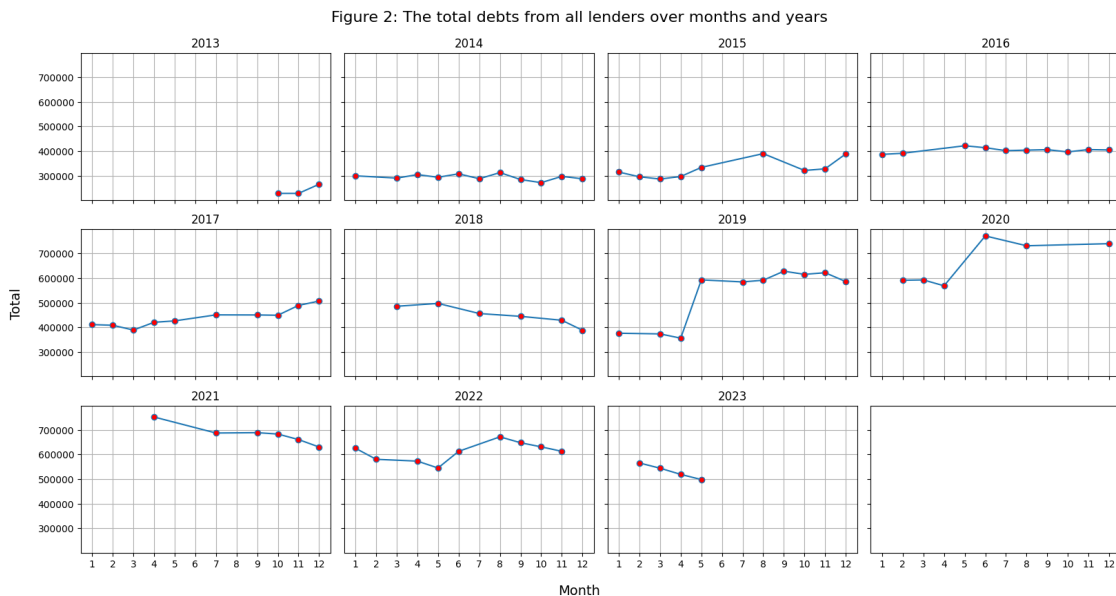 Figure 2: The total debts from all lenders over months and years
2013 2014 2015 2016
700000
600000
500000
400000
300000
2017 2018 2019 2020
700000
600000
500000
400000
300000
Total
2021 2022 2023
700000
600000
500000
400000
300000
1 2 3 4 5 6 7 8 9 10 11 12 1 2 3 4 5 6 7 8 9 10 11 12 1 2 3 4 5 6 7 8 9 10 11 12 1 2 3 4 5 6 7 8 9 10 11 12
Month